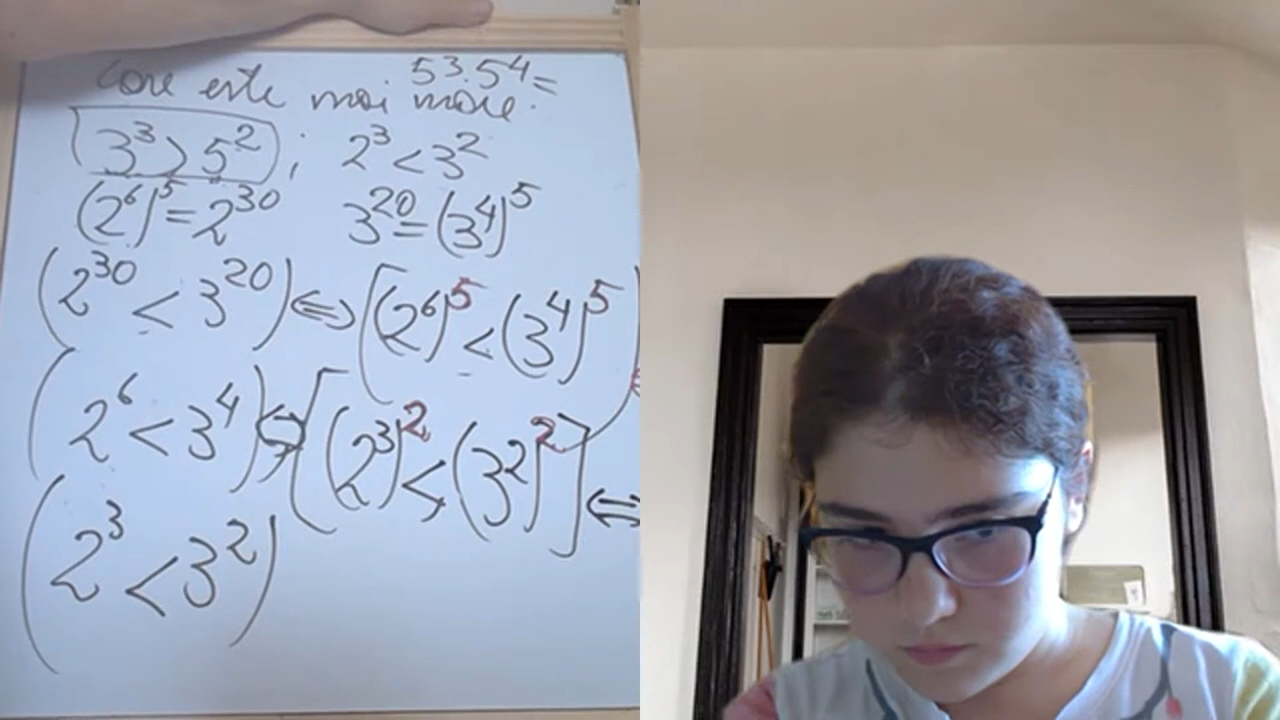 5³·5⁴=
Care este mai mare:
3³>5² ; 2³<3²
(2⁶)⁵=2³⁰ 3²⁰=(3⁴)⁵
(2³⁰<3²⁰)⇔[(2⁶)⁵<(3⁴)⁵
(2⁶<3⁴)⇔[(2³)²<(3²)²]⇔
(2³<3²)